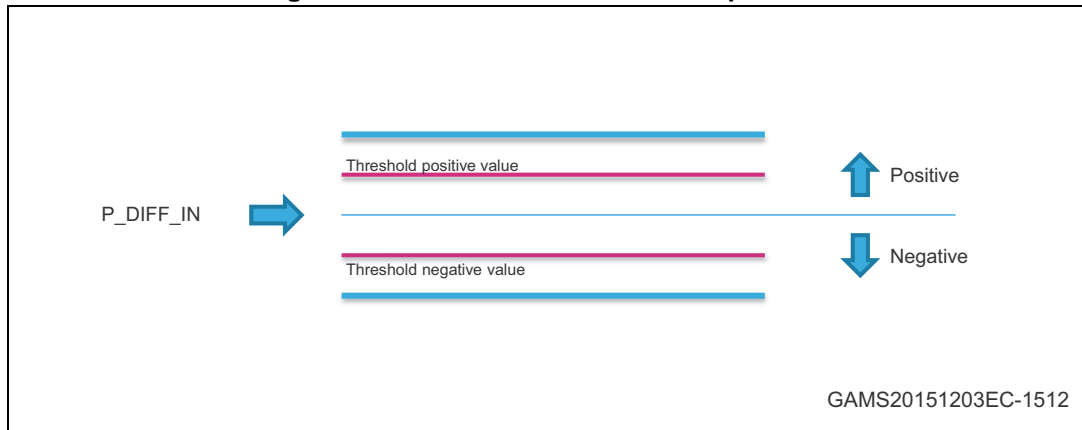 Threshold positive value
Positive
P_DIFF_IN
Negative
Threshold negative value
GAMS20151203EC-1512